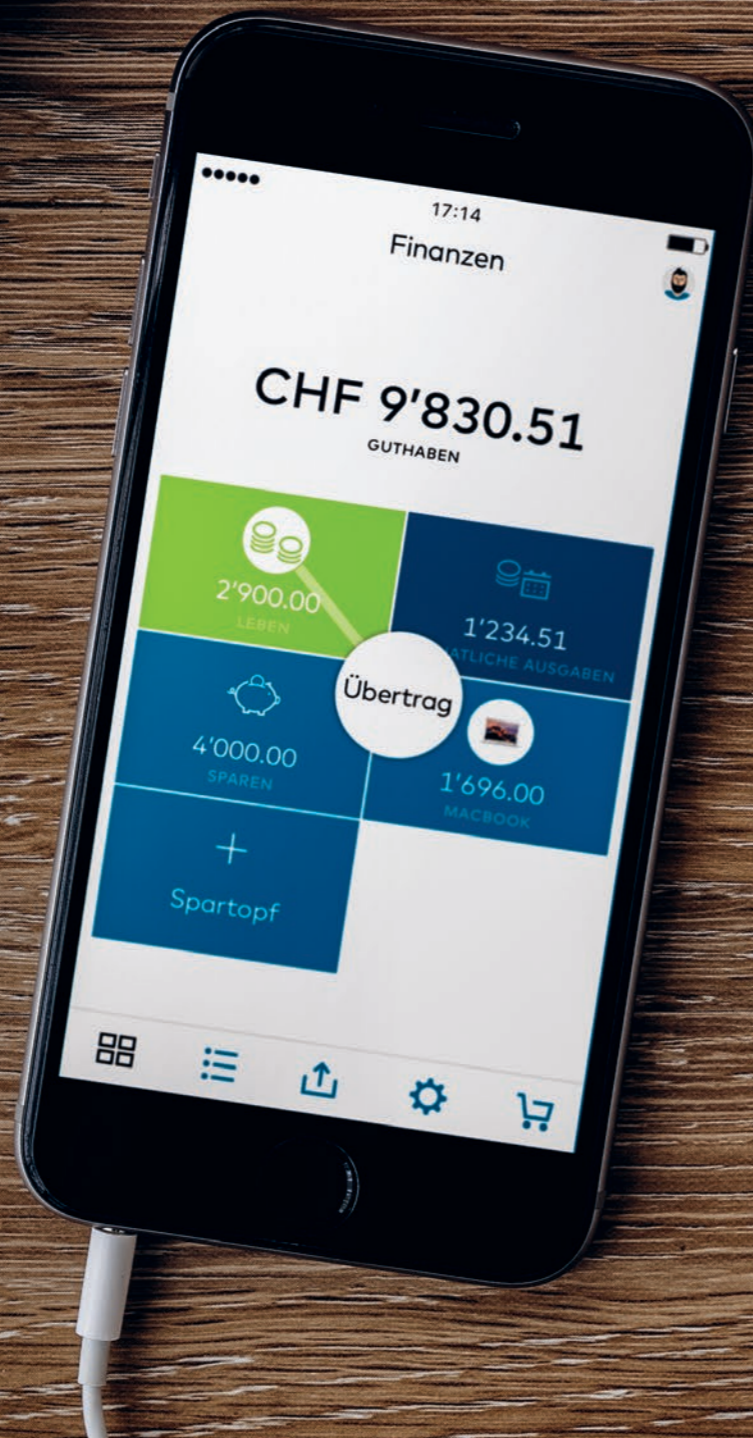 17:14
Finanzen
CHF 9'830.51
GUTHABEN
2'900.00
LEBEN
1'234.51
ATLICHE AUSGABEN
Übertrag
4'000.00
SPAREN
1'696.00
MACBOOK
+
Spartopf